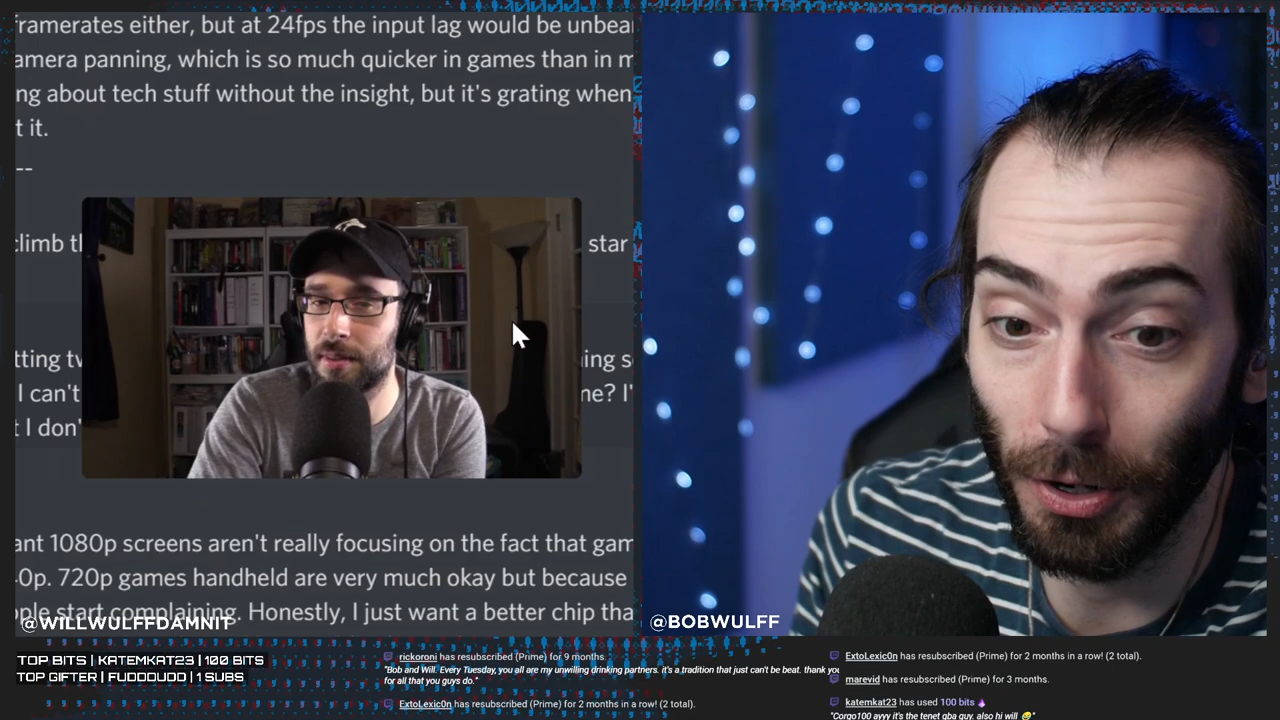 framerates either, but at 24fps the input lag would be unbear
amera panning, which is so much quicker in games than in m
ng about tech stuff without the insight, but it's grating when
t it.
--
climb th
star
tting tw
ning so
I can't
me? I'
t I don'
ant 1080p screens aren't really focusing on the fact that gam
0p. 720p games handheld are very much okay but because
ople start complaining. Honestly, I just want a better chip tha
@WILLWULFFDAMNIT
@BOBWULFF
TOP BITS | KATEMKAT23 | 100 BITS
TOP GIFTER | FUDDOUDO | 1 SUBS
rickoroni has resubscribed (Prime) for 9 months.
"Bob and Will. Every Tuesday, you all are my unwilling drinking partners. it's a tradition that just can't be beat. thank you
for all that you guys do."
ExtoLexic0n has resubscribed (Prime) for 2 months in a row! (2 total).
ExtoLexic0n has resubscribed (Prime) for 2 months in a row! (2 total).
marevid has resubscribed (Prime) for 3 months.
katemkat23 has used 100 bits
"Corgo100 ayyy it's the tenet gba guy. also hi will 🤣"